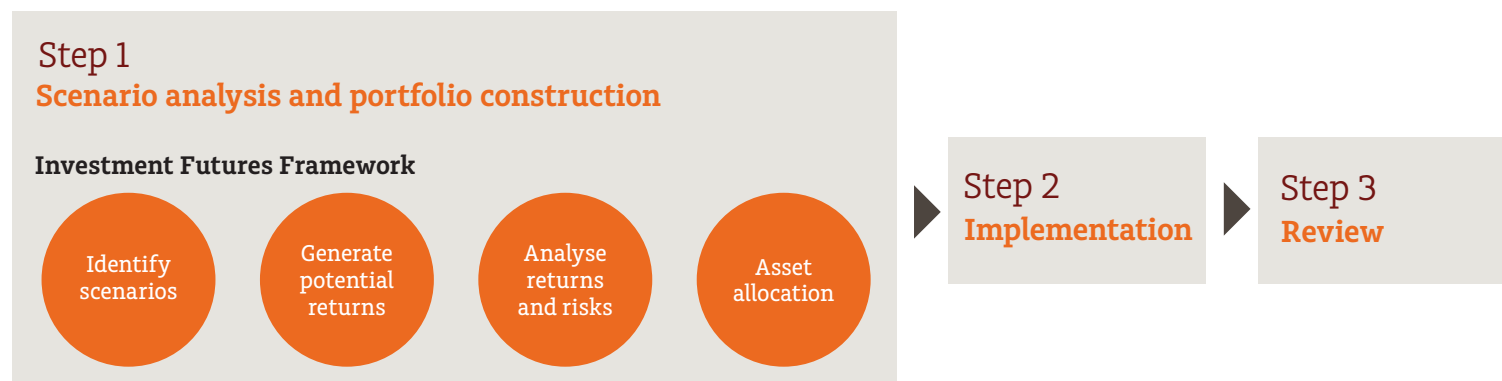 Step 1
Scenario analysis and portfolio construction
Investment Futures Framework
Identify
scenarios
Generate
potential
returns
Analyse
returns
and risks
Asset
allocation
Step 2
Implementation
Step 3
Review